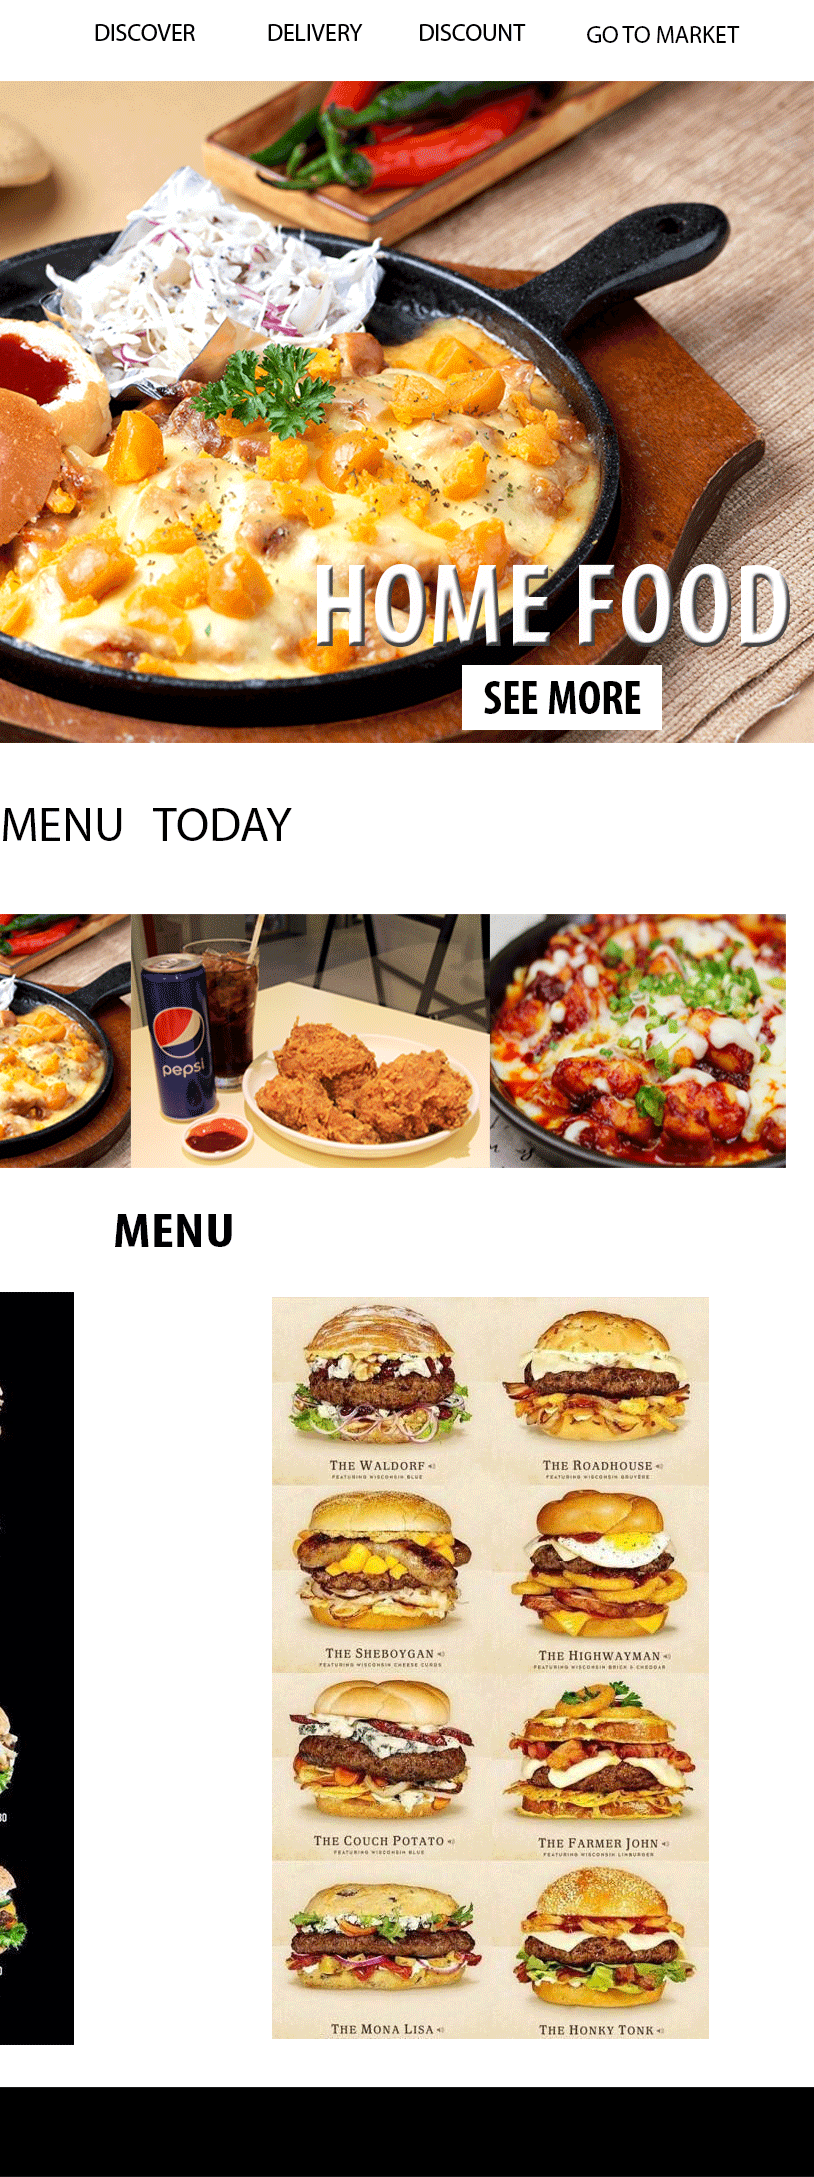 DISCOVER DELIVERY DISCOUNT GO TO MARKET
HOME FOOD
SEE MORE
MENU TODAY
pepsi
MENU
THE WALDORF THE ROADHOUSE
FEATURING WISCONSIN BLUE FEATURING WISCONSIN GRUYÈRE
THE SHEBOYGAN THE HIGHWAYMAN
FEATURING WISCONSIN CHEESE CURDS FEATURING WISCONSIN BRICK & CHEDDAR
THE COUCH POTATO THE FARMER JOHN
FEATURING WISCONSIN BLUE FEATURING WISCONSIN LIMBURGER
THE MONA LISA THE HONKY TONK